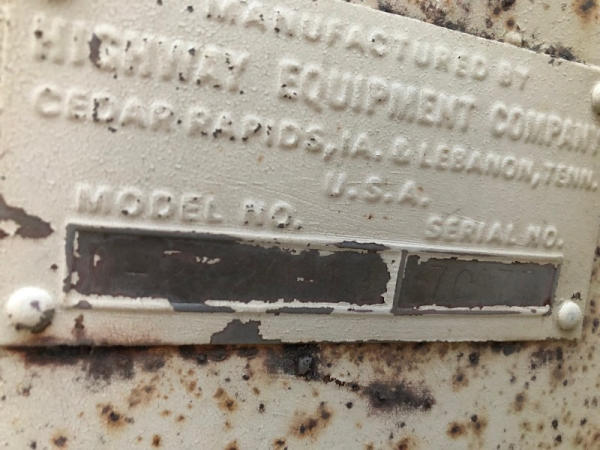 MANUFACTURED BY
HIGHWAY EQUIPMENT COMPANY
CEDAR RAPIDS, IA. & LEBANON, TENN.
U.S.A.
MODEL NO. SERIAL NO.